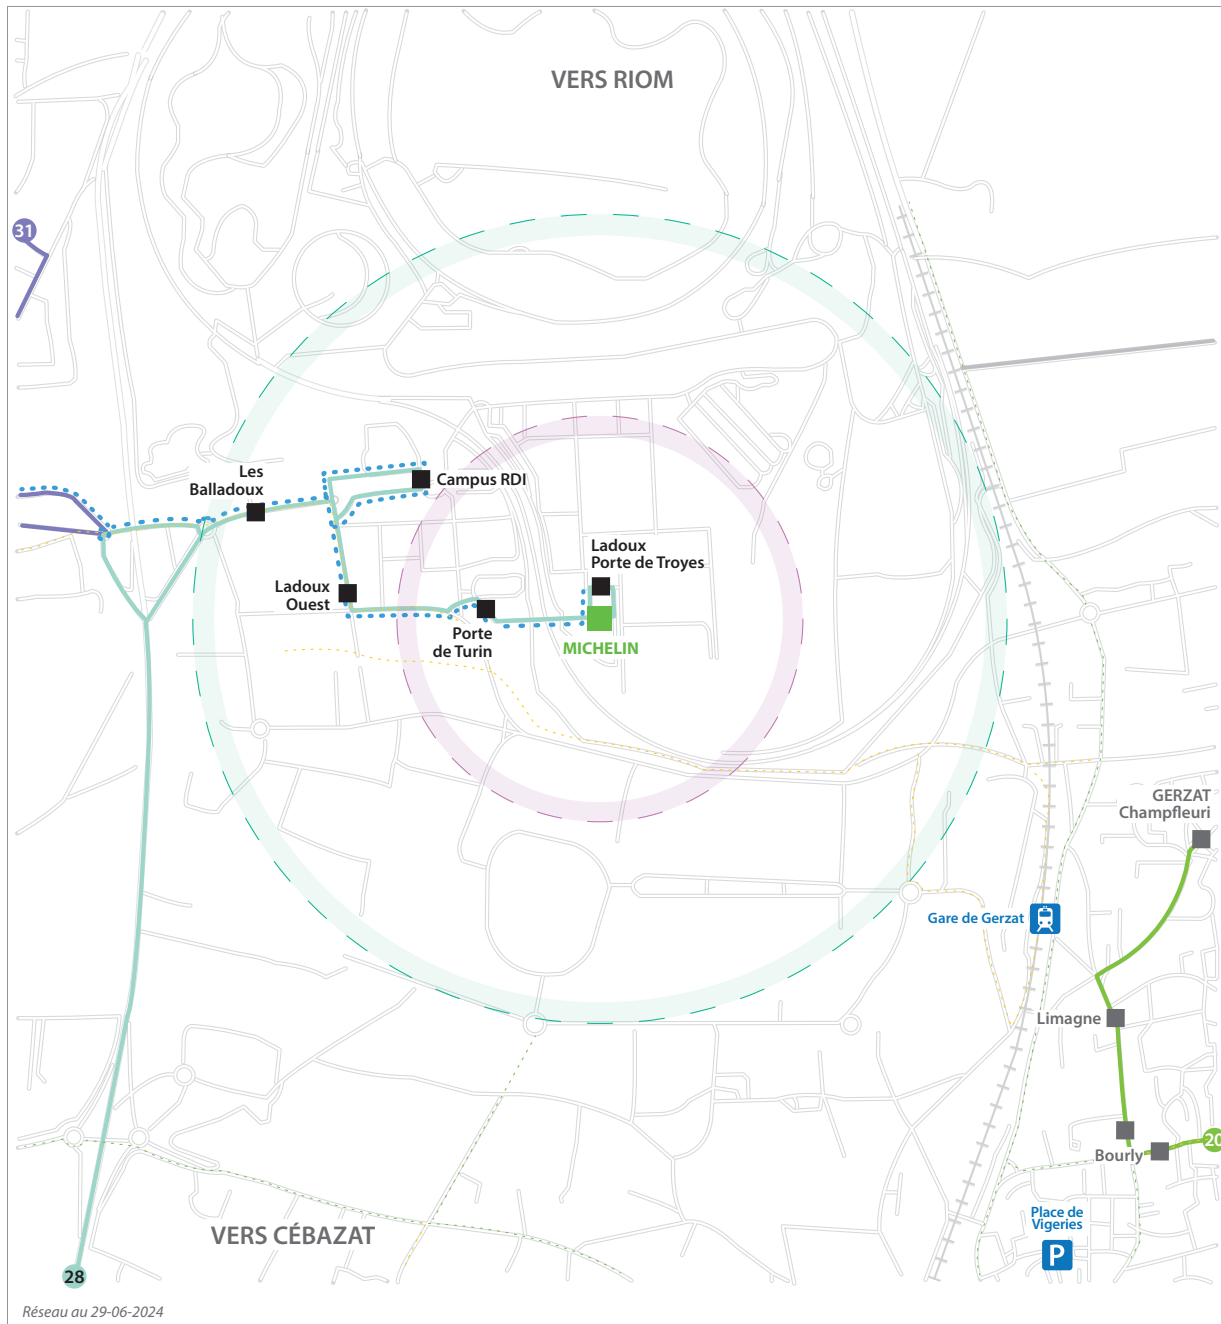 VERS RIOM
31
Les
Balladoux
Campus RDI
Ladoux
Porte de Troyes
Ladoux
Ouest
Porte
de Turin
MICHELIN
GERZAT
Champfleuri
Gare de Gerzat
Limagne
Bourly
20
Place de
Vigeries
P
VERS CÉBAZAT
28
Réseau au 29-06-2024